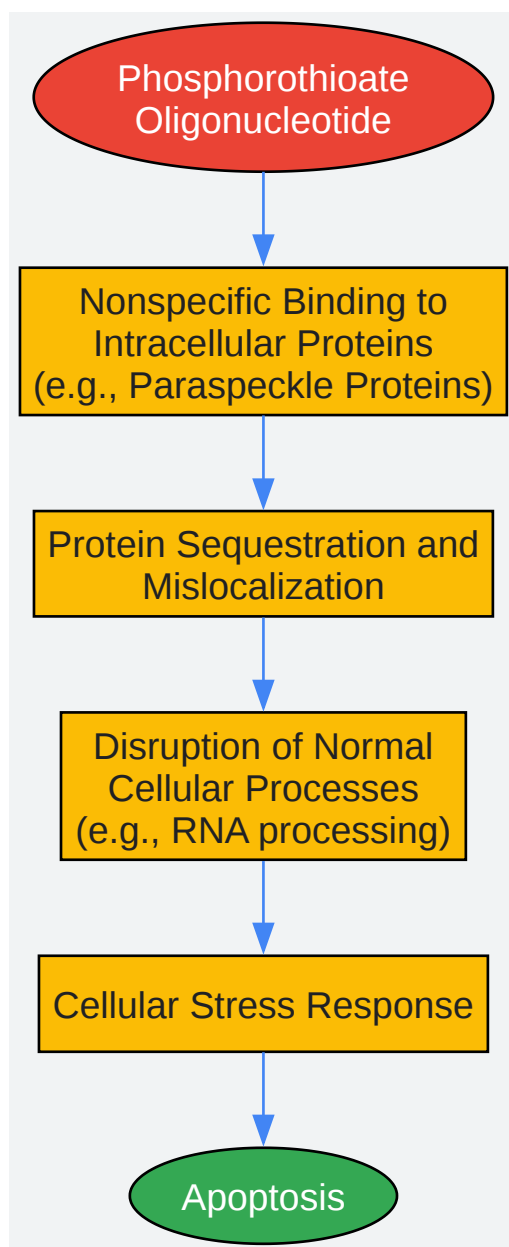 Phosphorothioate
Oligonucleotide
Nonspecific Binding to
Intracellular Proteins
(e.g., Paraspeckle Proteins)
Protein Sequestration and
Mislocalization
Disruption of Normal
Cellular Processes
(e.g., RNA processing)
Cellular Stress Response
Apoptosis